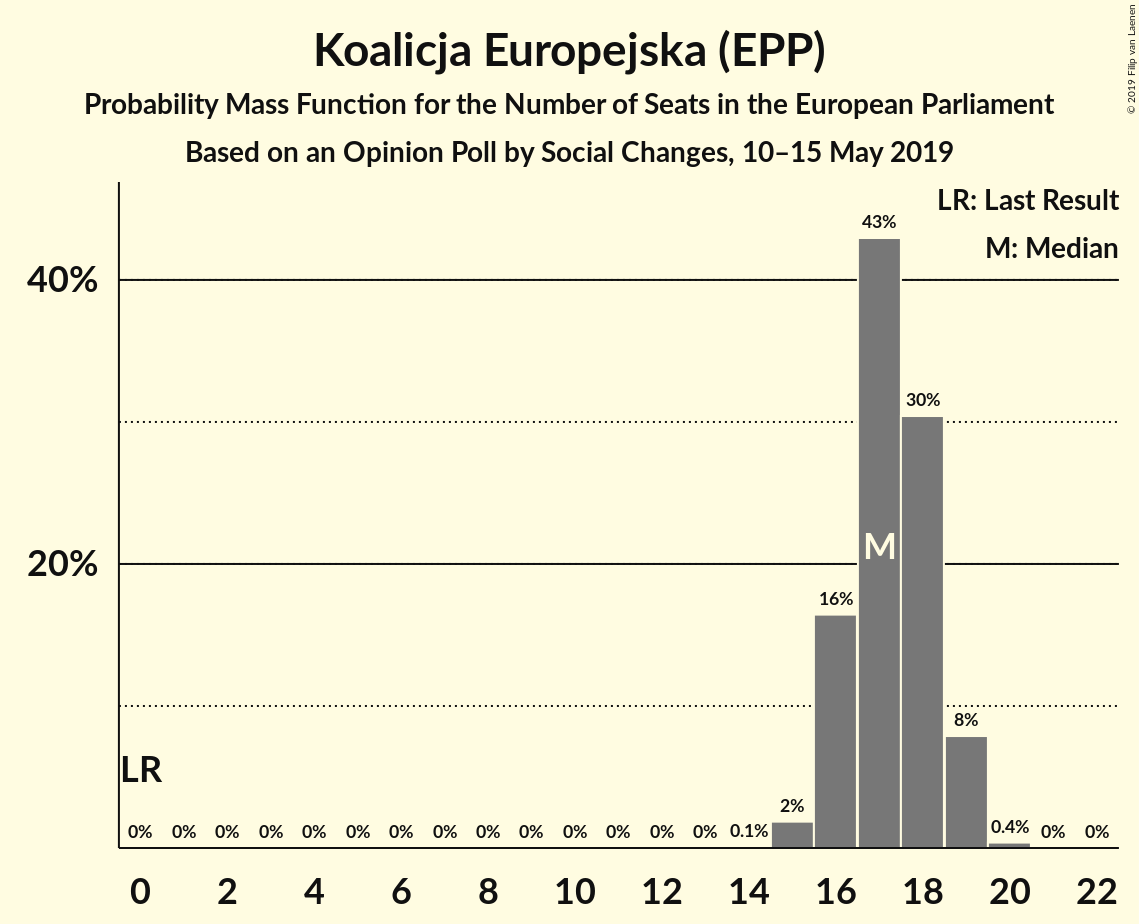 Koalicja Europejska (EPP)
Probability Mass Function for the Number of Seats in the European Parliament
Based on an Opinion Poll by Social Changes, 10–15 May 2019
© 2019 Filip van Laenen
LR: Last Result
M: Median
43%
40%
30%
M
20%
16%
8%
LR
2%
0% 0% 0% 0% 0% 0% 0% 0% 0% 0% 0% 0% 0% 0% 0.1% 0.4% 0% 0%
0 2 4 6 8 10 12 14 16 18 20 22